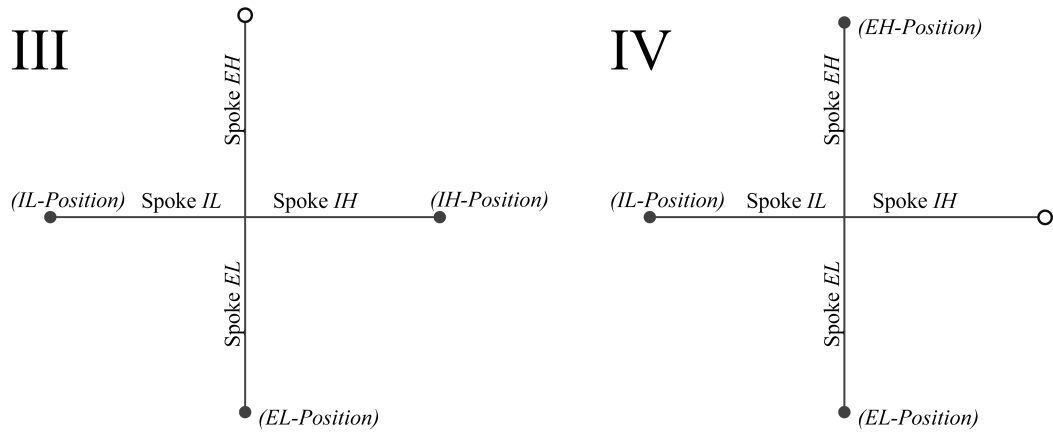 III
Spoke EH
(IL-Position)
Spoke IL
Spoke IH
(IH-Position)
Spoke EL
(EL-Position)
IV
(EH-Position)
Spoke EH
(IL-Position)
Spoke IL
Spoke IH
Spoke EL
(EL-Position)